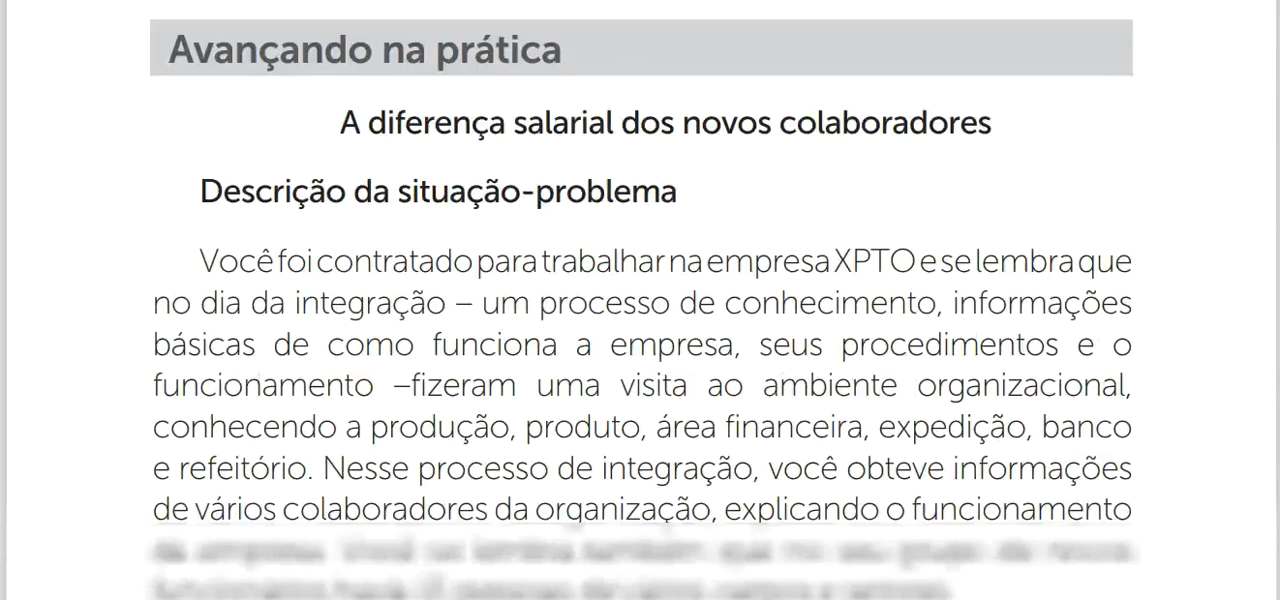 Avançando na prática
A diferença salarial dos novos colaboradores
Descrição da situação-problema
Você foi contratado para trabalhar na empresa XPTO e se lembra que
no dia da integração – um processo de conhecimento, informações
básicas de como funciona a empresa, seus procedimentos e o
funcionamento –fizeram uma visita ao ambiente organizacional,
conhecendo a produção, produto, área financeira, expedição, banco
e refeitório. Nesse processo de integração, você obteve informações
de vários colaboradores da organização, explicando o funcionamento